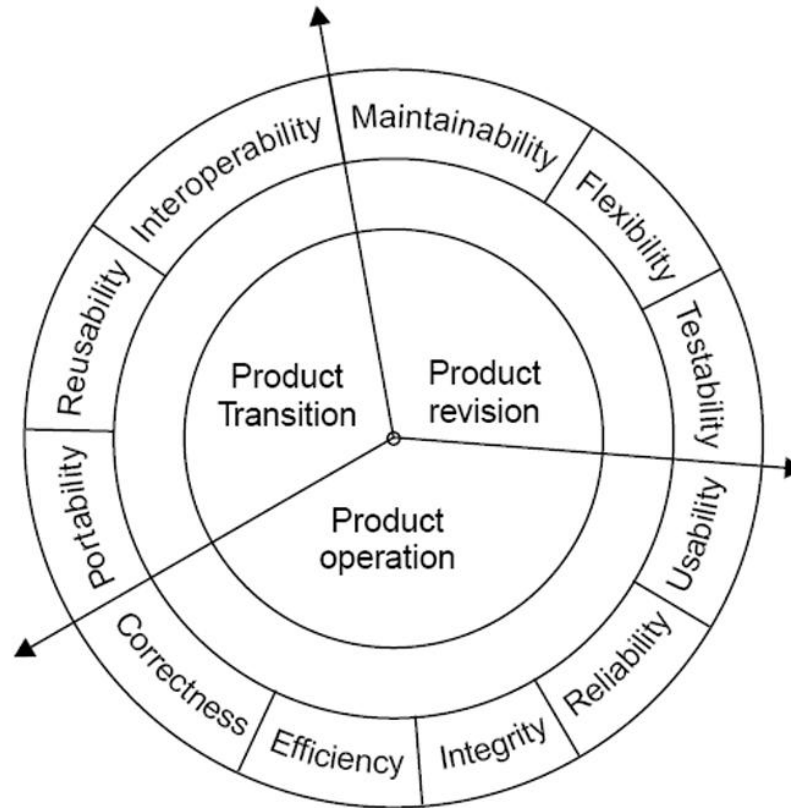 Maintainability
Flexibility
Testability
Usability
Reliability
Integrity
Efficiency
Correctness
Portability
Reusability
Interoperability
Product
Transition
Product
revision
Product
operation